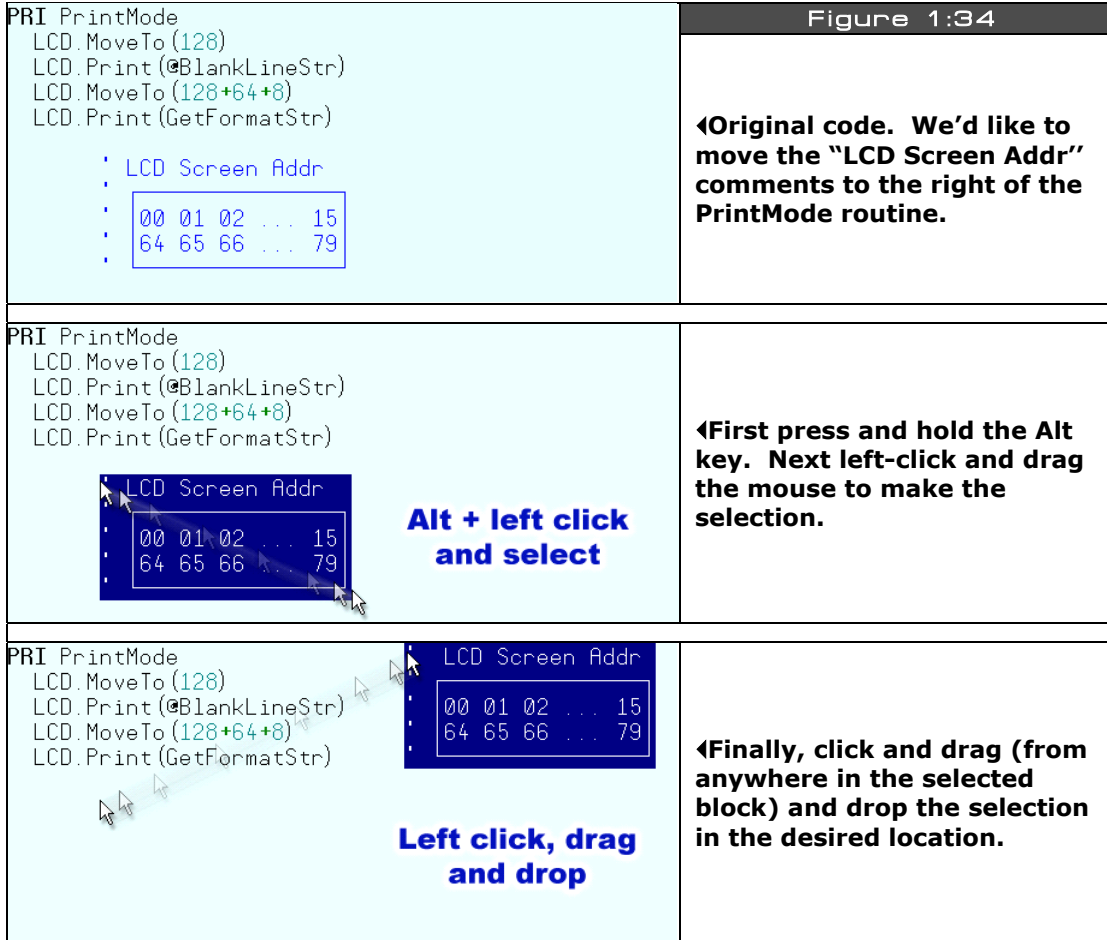 PRI PrintMode
LCD.MoveTo(128)
LCD.Print(@BlankLineStr)
LCD.MoveTo(128+64+8)
LCD.Print(GetFormatStr)
' LCD Screen Addr
'
' 00 01 02 ... 15
' 64 65 66 ... 79
'
Figure 1:34
◄Original code. We'd like to
move the “LCD Screen Addr”
comments to the right of the
PrintMode routine.
PRI PrintMode
LCD.MoveTo(128)
LCD.Print(@BlankLineStr)
LCD.MoveTo(128+64+8)
LCD.Print(GetFormatStr)
' LCD Screen Addr
'
' 00 01 02 ... 15
' 64 65 66 ... 79
'
Alt + left click
and select
◄First press and hold the Alt
key. Next left-click and drag
the mouse to make the
selection.
PRI PrintMode
LCD.MoveTo(128)
LCD.Print(@BlankLineStr)
LCD.MoveTo(128+64+8)
LCD.Print(GetFormatStr)
' LCD Screen Addr
'
' 00 01 02 ... 15
' 64 65 66 ... 79
'
Left click, drag
and drop
◄Finally, click and drag (from
anywhere in the selected
block) and drop the selection
in the desired location.